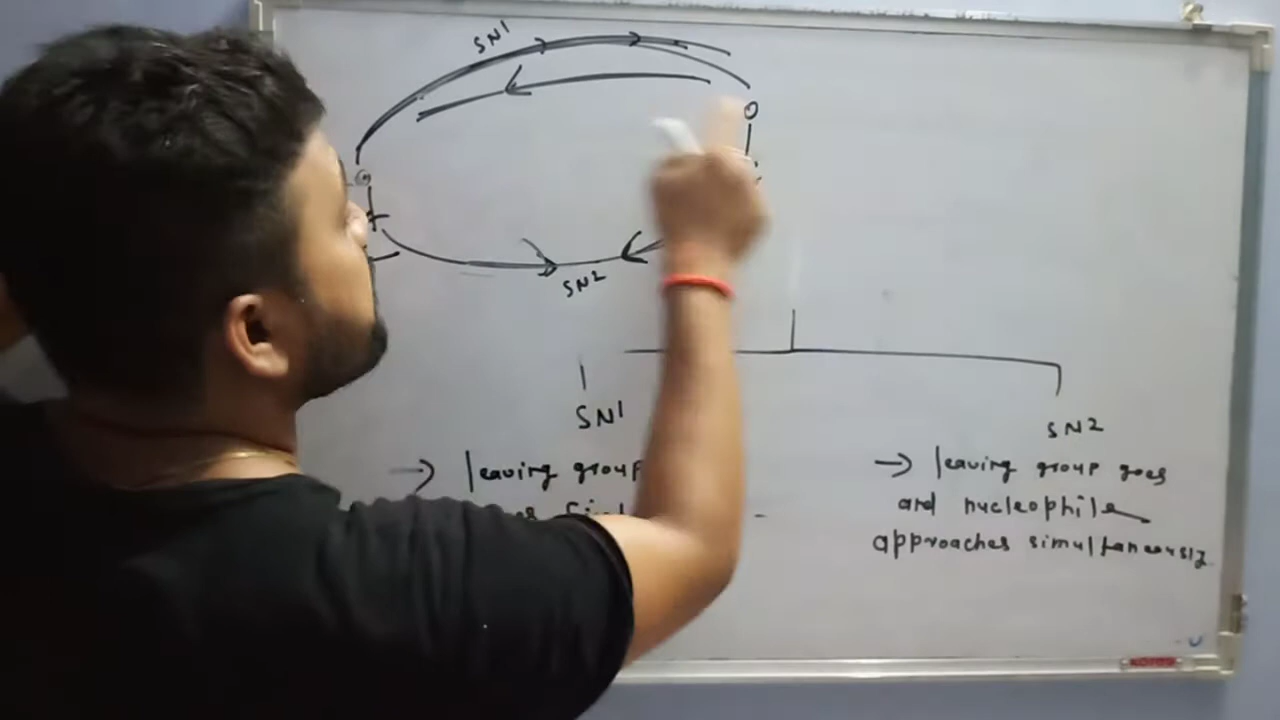 SN1
SN2
SN1
SN2
→ leaving group
→ leaving group goes
and nucleophile
approaches simultaneously.